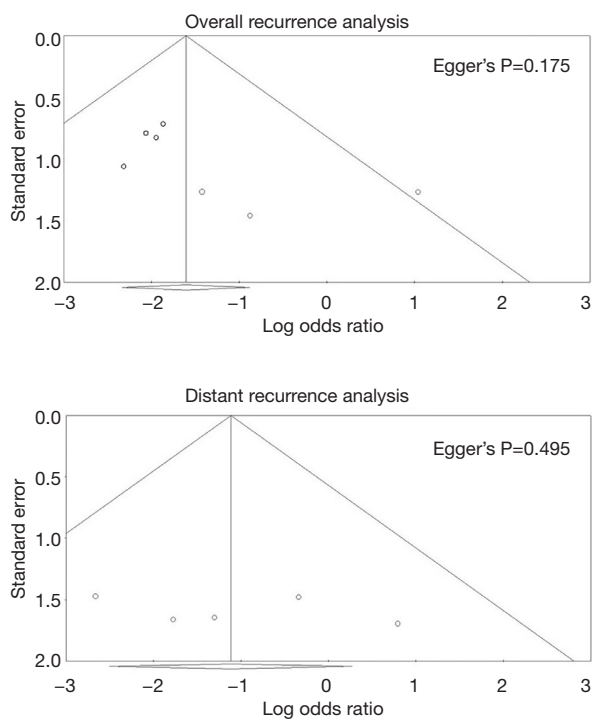 Overall recurrence analysis
Egger's P=0.175
Standard error
0.0
0.5
1.0
1.5
2.0
–3 –2 –1 0 1 2 3
Log odds ratio
Distant recurrence analysis
Egger's P=0.495
Standard error
0.0
0.5
1.0
1.5
2.0
–3 –2 –1 0 1 2 3
Log odds ratio